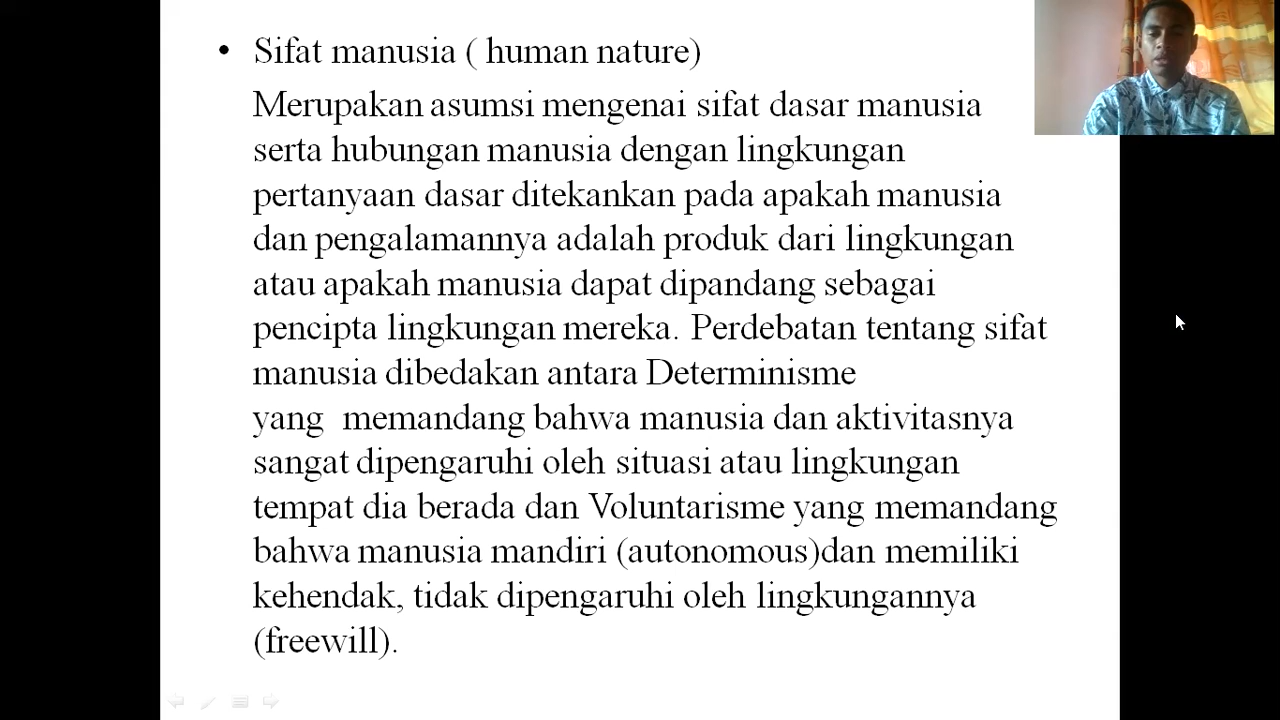 • Sifat manusia ( human nature)
Merupakan asumsi mengenai sifat dasar manusia
serta hubungan manusia dengan lingkungan
pertanyaan dasar ditekankan pada apakah manusia
dan pengalamannya adalah produk dari lingkungan
atau apakah manusia dapat dipandang sebagai
pencipta lingkungan mereka. Perdebatan tentang sifat
manusia dibedakan antara Determinisme
yang  memandang bahwa manusia dan aktivitasnya
sangat dipengaruhi oleh situasi atau lingkungan
tempat dia berada dan Voluntarisme yang memandang
bahwa manusia mandiri (autonomous)dan memiliki
kehendak, tidak dipengaruhi oleh lingkungannya
(freewill).